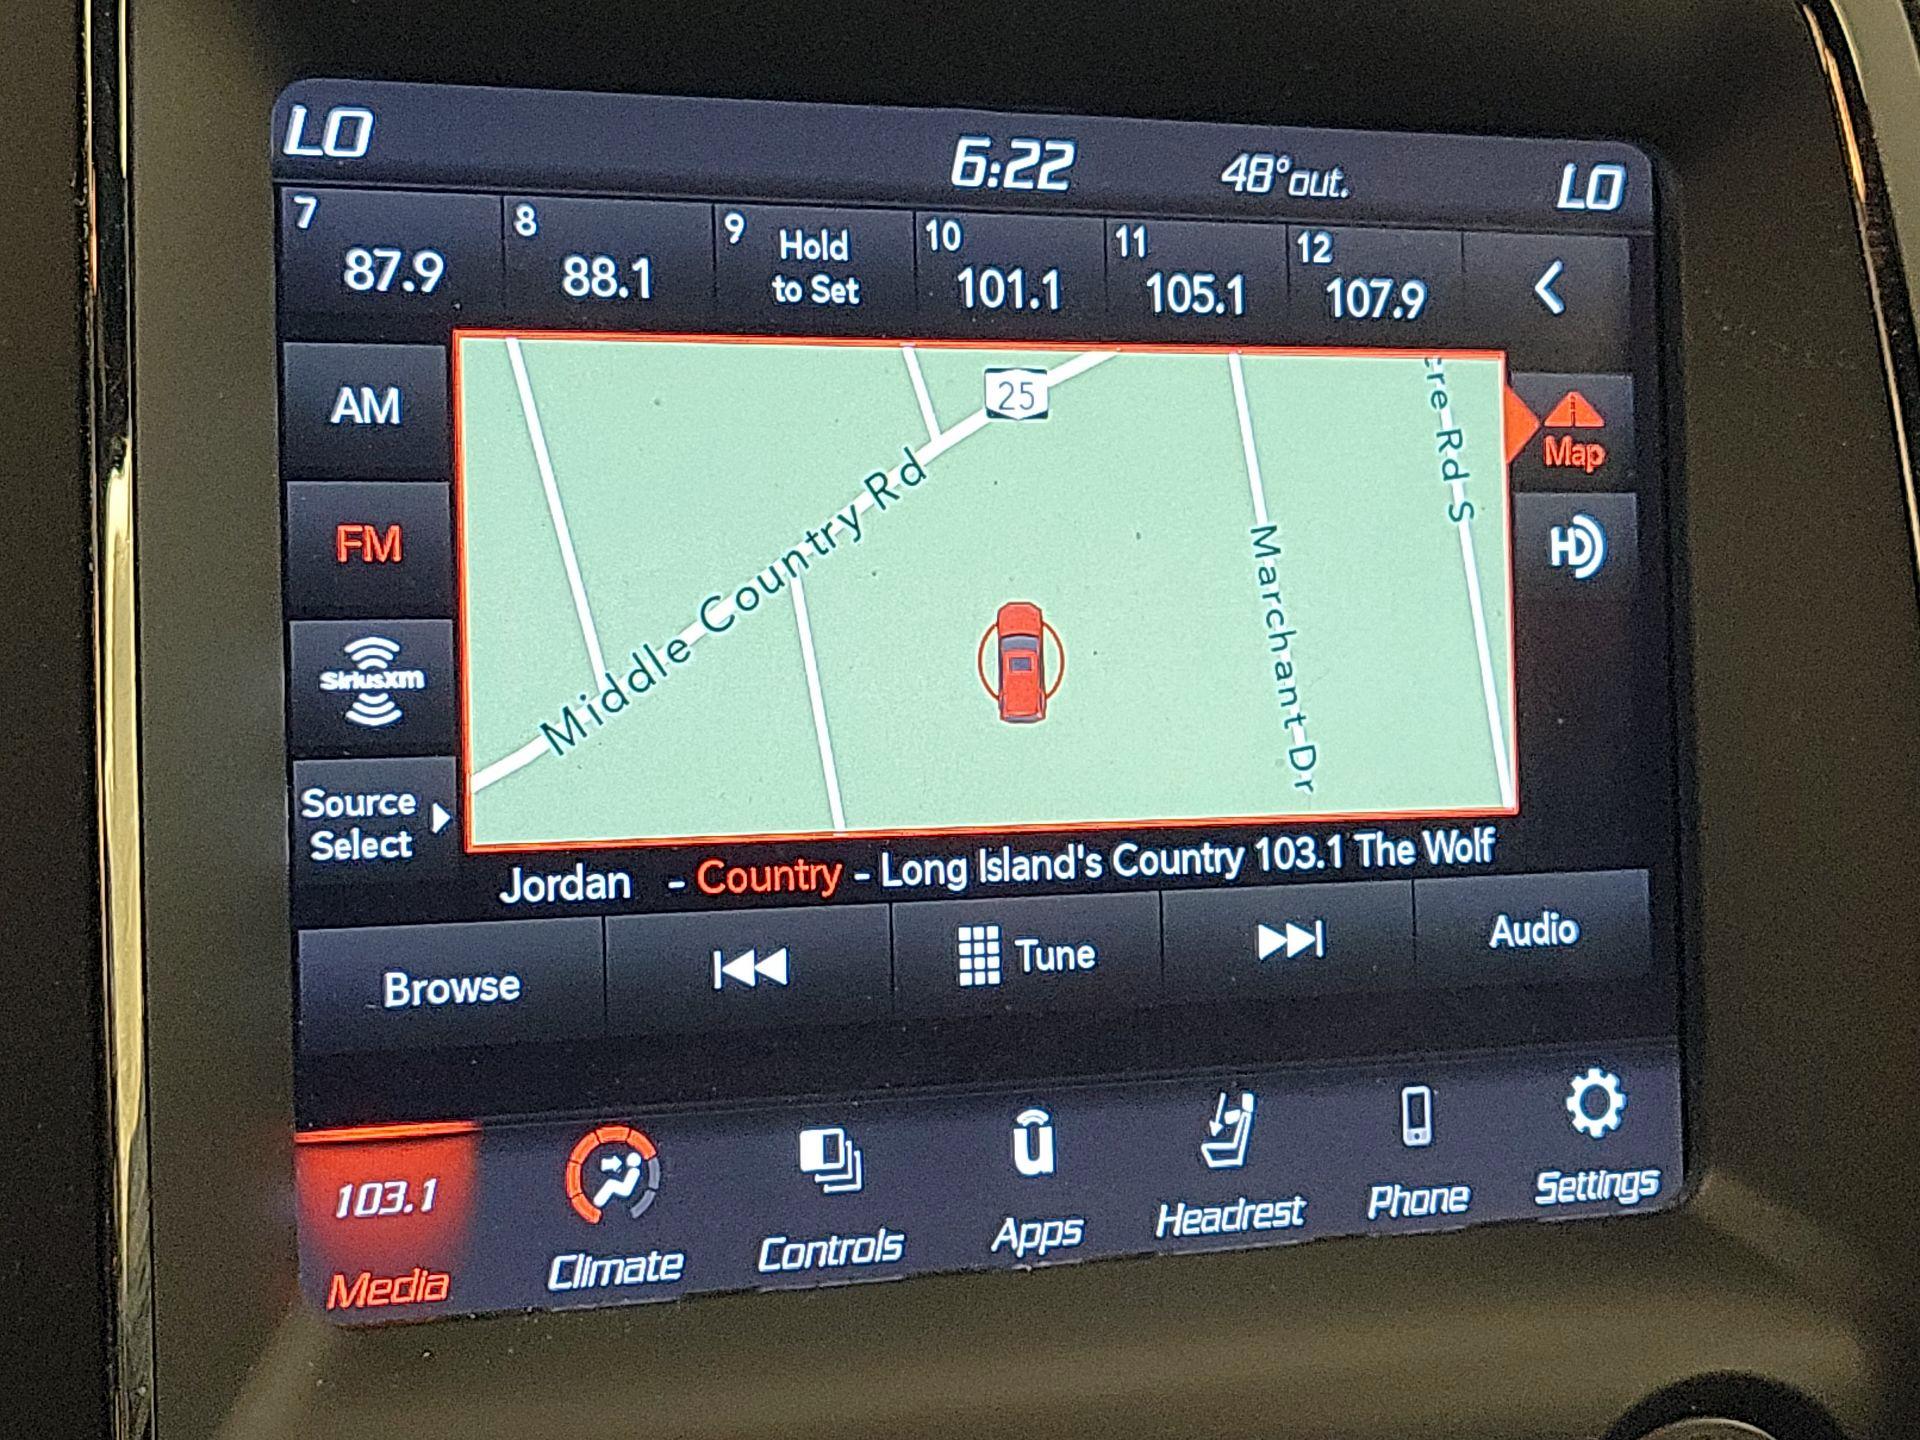 LO 6:22 48°out. LO
7 87.9
8 88.1
9 Hold to Set
10 101.1
11 105.1
12 107.9
AM
FM
SiriusXM
Source
Select
25
Middle Country Rd
Marchant Dr
cre Rd S
Map
HD
Jordan - Country - Long Island's Country 103.1 The Wolf
Browse Tune Audio
103.1
Media Climate Controls Apps Headrest Phone Settings